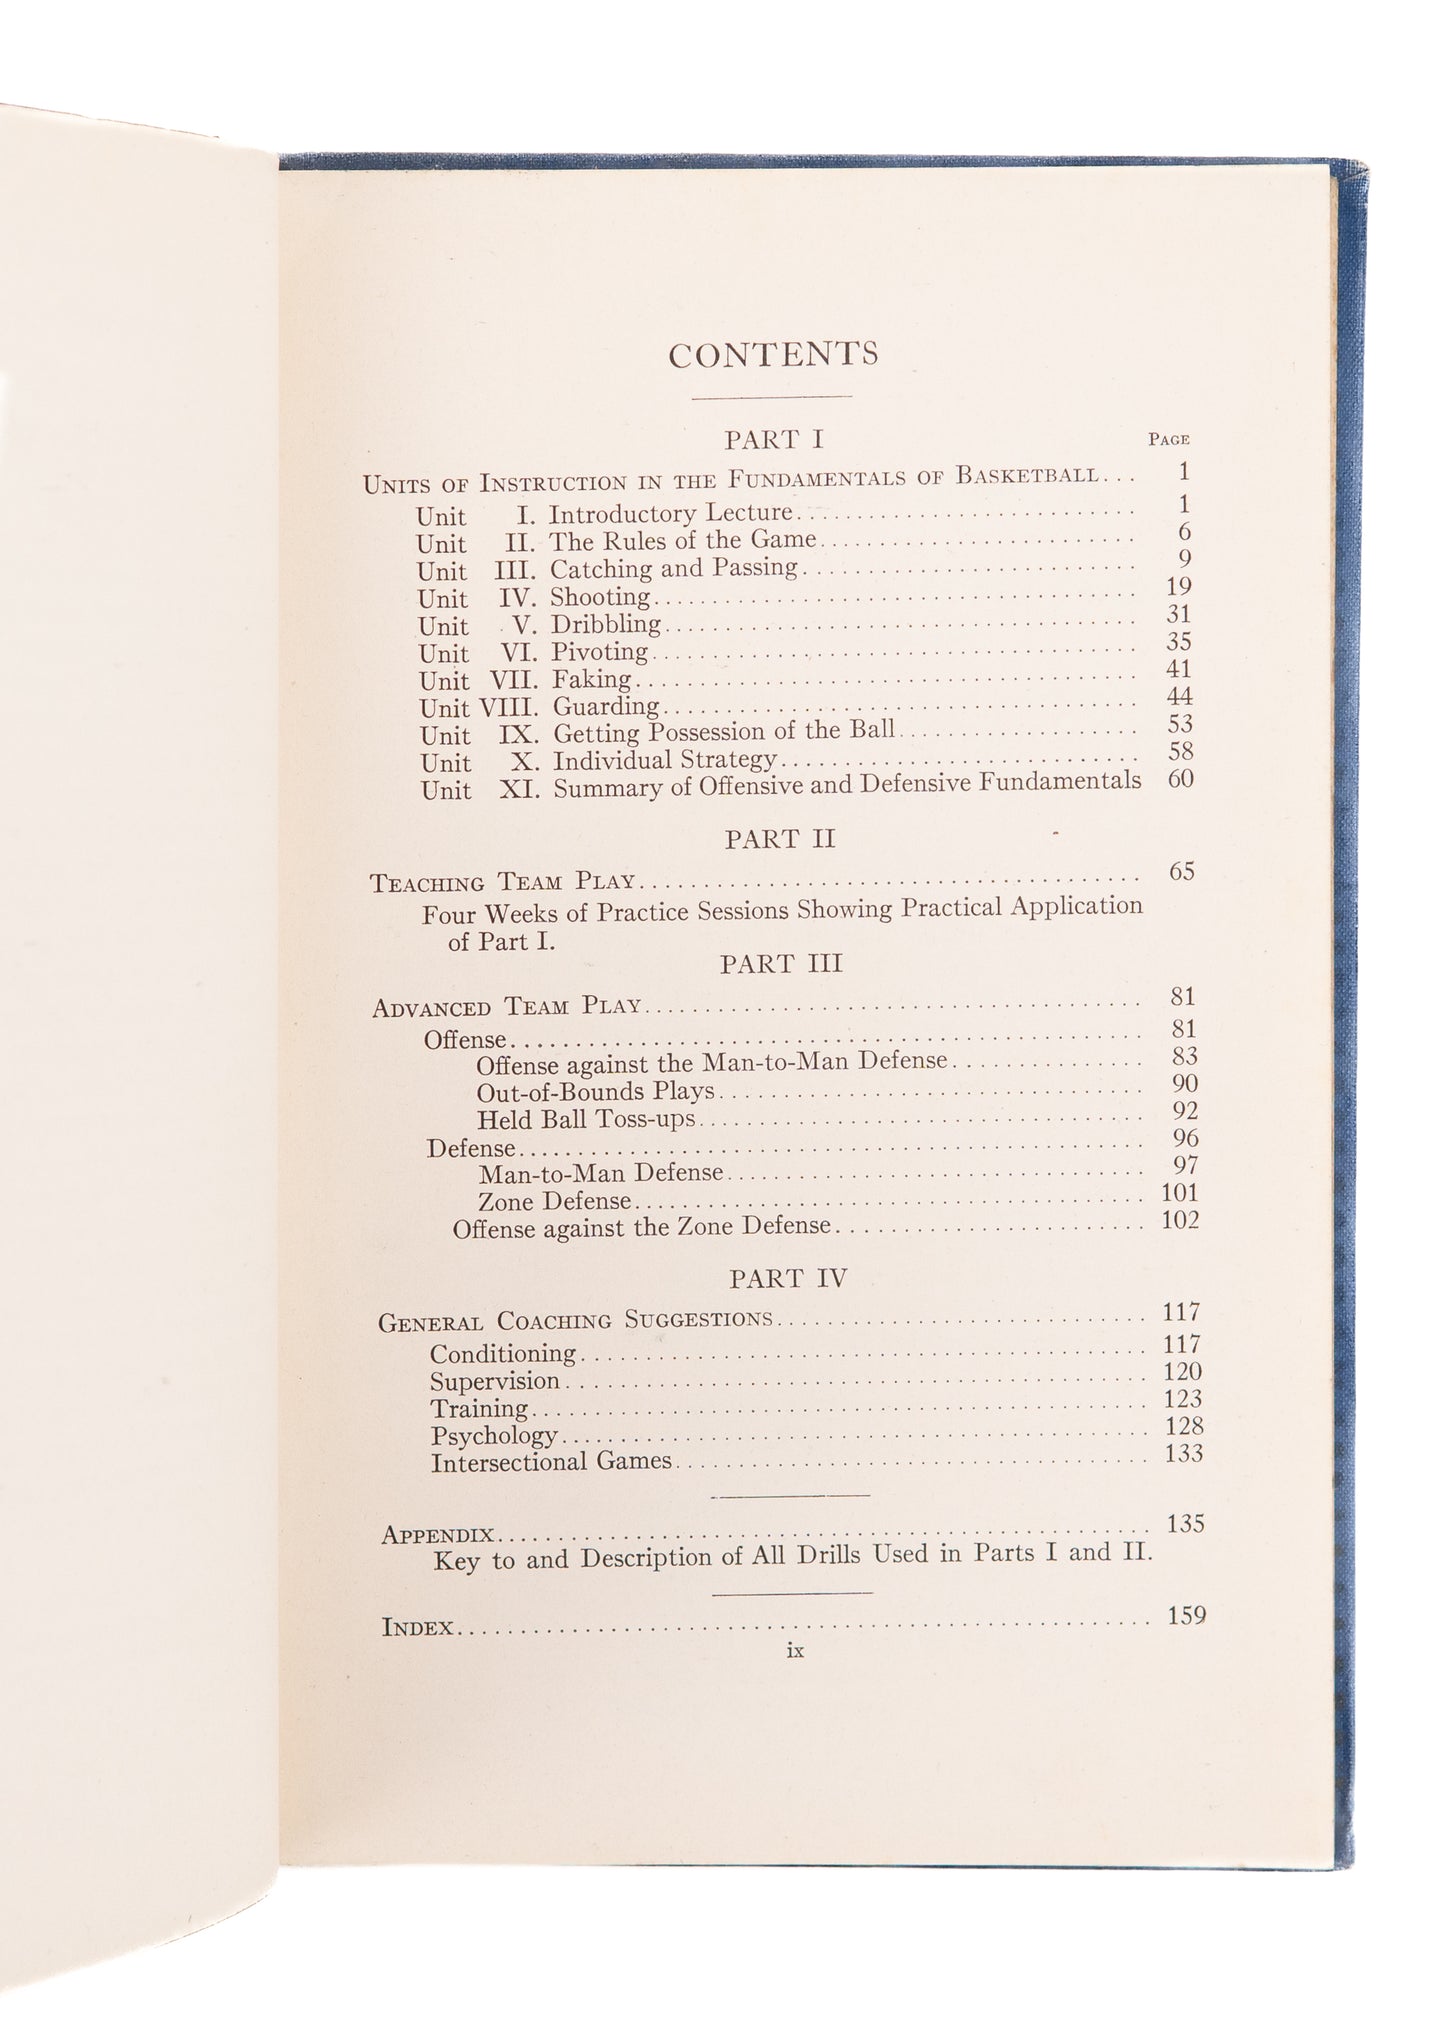 CONTENTS
PART I
PAGE
UNITS OF INSTRUCTION IN THE FUNDAMENTALS OF BASKETBALL... 1
Unit I. Introductory Lecture........................... 1
Unit II. The Rules of the Game......................... 6
Unit III. Catching and Passing........................... 9
Unit IV. Shooting....................................... 19
Unit V. Dribbling...................................... 31
Unit VI. Pivoting....................................... 35
Unit VII. Faking........................................ 41
Unit VIII. Guarding...................................... 44
Unit IX. Getting Possession of the Ball................... 53
Unit X. Individual Strategy............................ 58
Unit XI. Summary of Offensive and Defensive Fundamentals 60
PART II
TEACHING TEAM PLAY....................................... 65
Four Weeks of Practice Sessions Showing Practical Application
of Part I.
PART III
ADVANCED TEAM PLAY...................................... 81
Offense.................................................. 81
Offense against the Man-to-Man Defense............... 83
Out-of-Bounds Plays.................................. 90
Held Ball Toss-ups................................... 92
Defense.................................................. 96
Man-to-Man Defense................................. 97
Zone Defense........................................ 101
Offense against the Zone Defense........................ 102
PART IV
GENERAL COACHING SUGGESTIONS............................. 117
Conditioning............................................. 117
Supervision.............................................. 120
Training................................................. 123
Psychology............................................... 128
Intersectional Games...................................... 133
APPENDIX.................................................. 135
Key to and Description of All Drills Used in Parts I and II.
INDEX..................................................... 159
ix